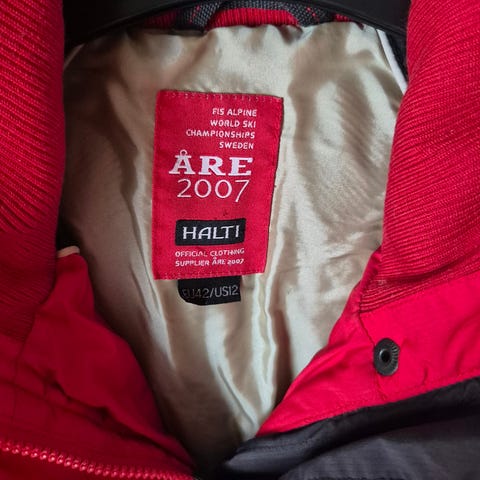 FIS ALPINE
WORLD SKI
CHAMPIONSHIPS
SWEDEN
ÅRE
2007
HALTI
OFFICIAL CLOTHING
SUPPLIER ÅRE 2007
EU42/US12